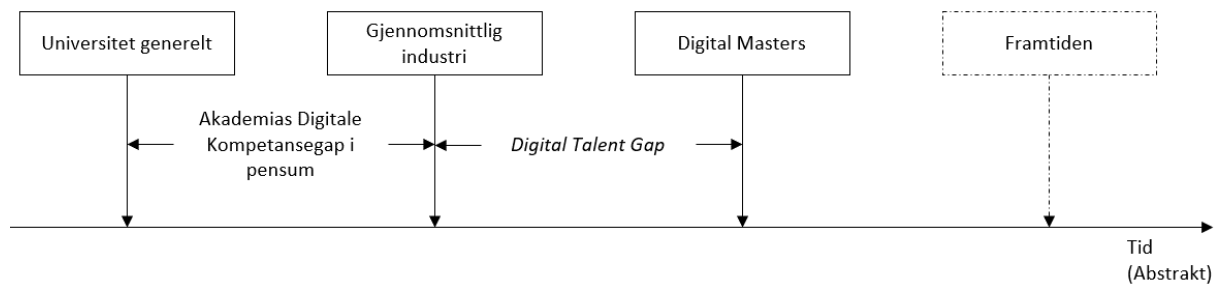 Universitet generelt
Gjennomsnittlig
industri
Digital Masters
Framtiden
Akademias Digitale
Kompetansegap i
pensum
Digital Talent Gap
Tid
(Abstrakt)